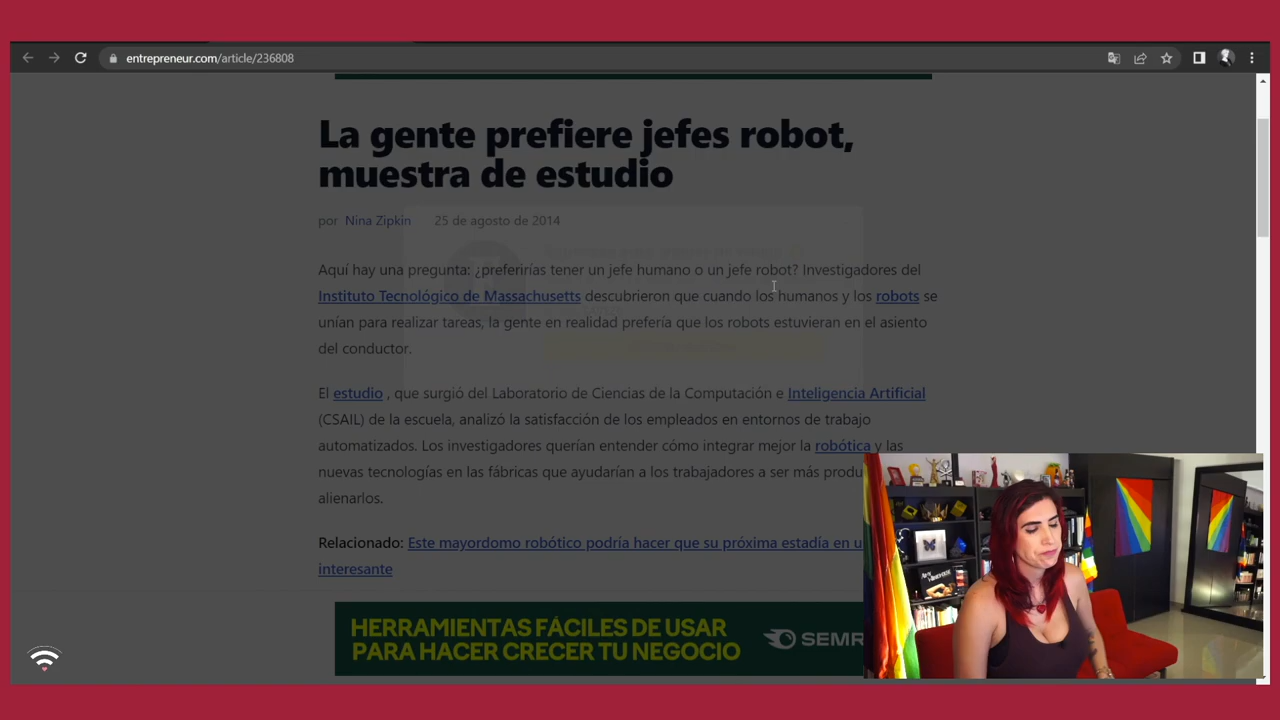 entrepreneur.com/article/236808
La gente prefiere jefes robot,
muestra de estudio
por Nina Zipkin 25 de agosto de 2014
Aquí hay una pregunta: ¿preferirías tener un jefe humano o un jefe robot? Investigadores del
Instituto Tecnológico de Massachusetts descubrieron que cuando los humanos y los robots se
unían para realizar tareas, la gente en realidad prefería que los robots estuvieran en el asiento
del conductor.
El estudio , que surgió del Laboratorio de Ciencias de la Computación e Inteligencia Artificial
(CSAIL) de la escuela, analizó la satisfacción de los empleados en entornos de trabajo
automatizados. Los investigadores querían entender cómo integrar mejor la robótica y las
nuevas tecnologías en las fábricas que ayudarían a los trabajadores a ser más produ
alienarlos.
Relacionado: Este mayordomo robótico podría hacer que su próxima estadía en u
interesante
HERRAMIENTAS FÁCILES DE USAR
PARA HACER CRECER TU NEGOCIO
SEMR